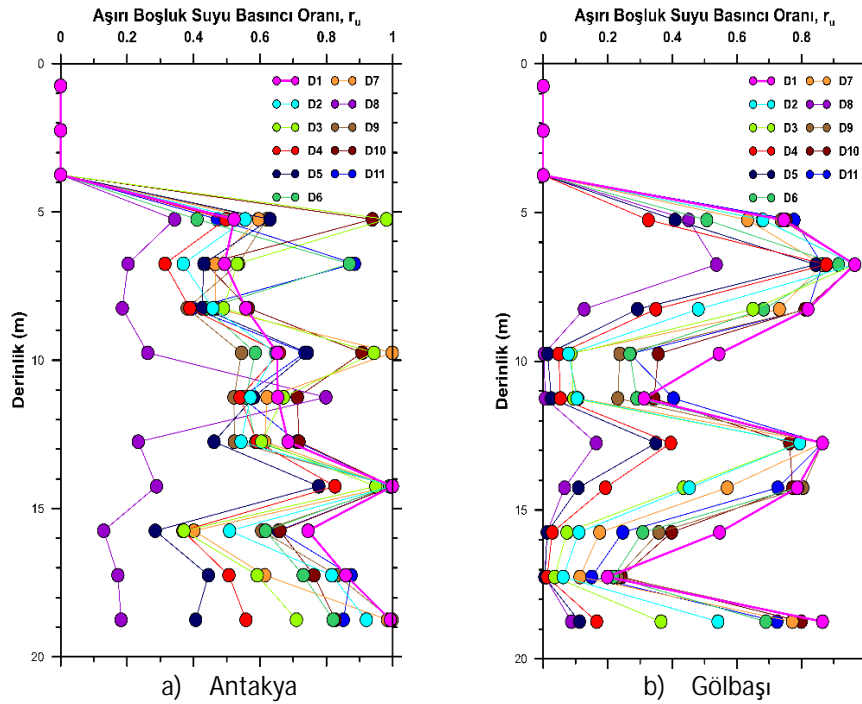 Aşırı Boşluk Suyu Basıncı Oranı, ru
0 0.2 0.4 0.6 0.8 1
0
5
10
15
20
Derinlik (m)
D1 D7
D2 D8
D3 D9
D4 D10
D5 D11
D6
a) Antakya
Aşırı Boşluk Suyu Basıncı Oranı, ru
0 0.2 0.4 0.6 0.8
0
5
10
15
20
Derinlik (m)
D1 D7
D8 D2
D3 D9
D4 D10
D5 D11
D6
b) Gölbaşı